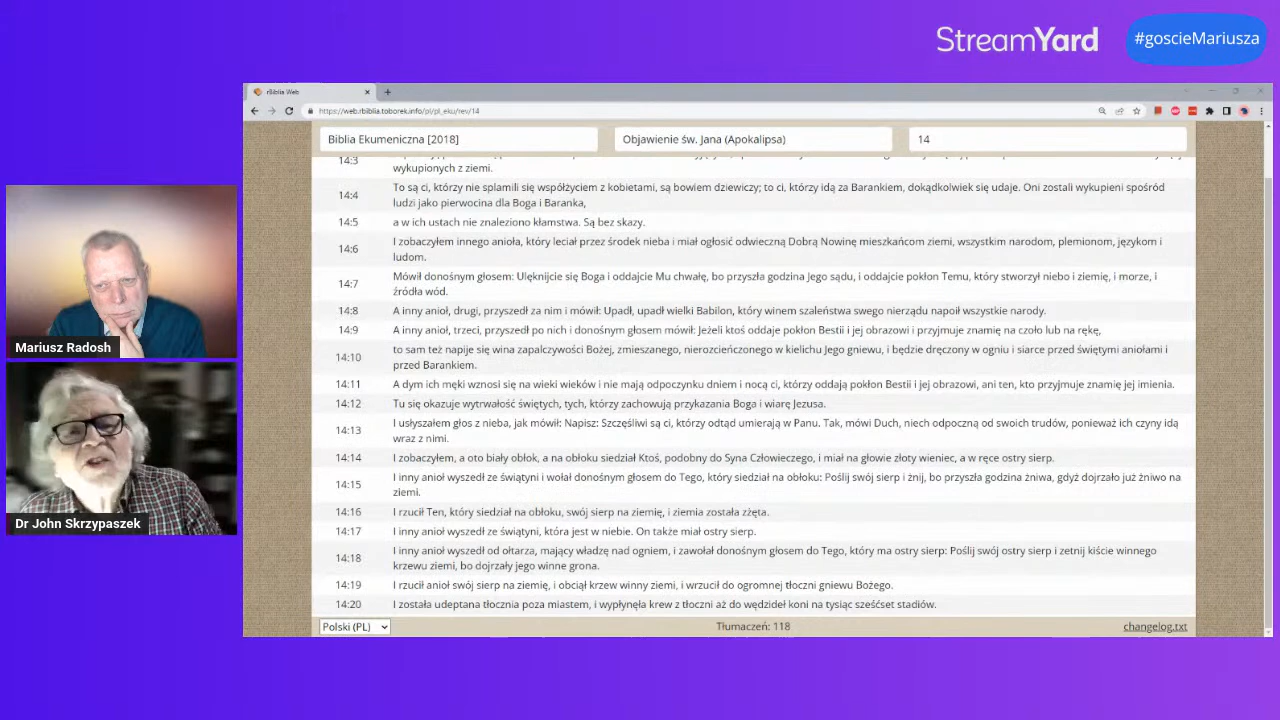 StreamYard
#goscieMariusza
rBiblia Web
https://web.rbiblia.toborek.info/pl/pl_eku/rev/14
Biblia Ekumeniczna [2018]
Objawienie św. Jana (Apokalipsa)
14
14:3
wykupionych z ziemi.
14:4
To są ci, którzy nie splamili się współżyciem z kobietami, są bowiem dziewiczy; to ci, którzy idą za Barankiem, dokądkolwiek się udaje. Oni zostali wykupieni spośród
ludzi jako pierwocina dla Boga i Baranka,
14:5
a w ich ustach nie znaleziono kłamstwa. Są bez skazy.
14:6
I zobaczyłem innego anioła, który leciał przez środek nieba i miał ogłosić odwieczną Dobrą Nowinę mieszkańcom ziemi, wszystkim narodom, plemionom, językom i
ludom.
14:7
Mówił donośnym głosem: Ulęknijcie się Boga i oddajcie Mu chwałę, bo przyszła godzina Jego sądu, i oddajcie pokłon Temu, który stworzył niebo i ziemię, i morze, i
źródła wód.
14:8
A inny anioł, drugi, przyszedł za nim i mówił: Upadł, upadł wielki Babilon, który winem szaleństwa swego nierządu napoił wszystkie narody.
14:9
A inny anioł, trzeci, przyszedł po nich i donośnym głosem mówił: Jeżeli ktoś oddaje pokłon Bestii i jej obrazowi i przyjmuje znamię na czoło lub na rękę,
14:10
to sam też napije się wina zapalczywości Bożej, zmieszanego, nierozcieńczonego w kielichu Jego gniewu, i będzie dręczony w ogniu i siarce przed świętymi aniołami i
przed Barankiem.
14:11
A dym ich męki wznosi się na wieki wieków i nie mają odpoczynku dniem i nocą ci, którzy oddają pokłon Bestii i jej obrazowi, ani ten, kto przyjmuje znamię jej imienia.
14:12
Tu się okazuje wytrwałość świętych, tych, którzy zachowują przykazania Boga i wiarę Jezusa.
14:13
I usłyszałem głos z nieba, jak mówił: Napisz: Szczęśliwi są ci, którzy odtąd umierają w Panu. Tak, mówi Duch, niech odpoczną od swoich trudów, ponieważ ich czyny idą
wraz z nimi.
14:14
I zobaczyłem, a oto biały obłok, a na obłoku siedział Ktoś, podobny do Syna Człowieczego, i miał na głowie złoty wieniec, a w ręce ostry sierp.
14:15
I inny anioł wyszedł ze świątyni i wołał donośnym głosem do Tego, który siedział na obłoku: Poślij swój sierp i żnij, bo przyszła godzina żniwa, gdyż dojrzało już żniwo na
ziemi.
14:16
I rzucił Ten, który siedział na obłoku, swój sierp na ziemię, i ziemia została zżęta.
14:17
I inny anioł wyszedł ze świątyni, która jest w niebie. On też miał ostry sierp.
14:18
I inny anioł wyszedł od ołtarza, mający władzę nad ogniem, i zawołał donośnym głosem do Tego, który ma ostry sierp: Poślij swój ostry sierp i zetnij kiście winnego
krzewu ziemi, bo dojrzały jego winne grona.
14:19
I rzucił anioł swój sierp na ziemię, i obciął krzew winny ziemi, i wrzucił do ogromnej tłoczni gniewu Bożego.
14:20
I została udeptana tłocznia poza miastem, i wypłynęła krew z tłoczni aż do wędzideł koni na tysiąc sześćset stadiów.
Polski (PL)
Tłumaczeń: 118
changelog.txt
Mariusz Radosh
Dr John Skrzypaszek